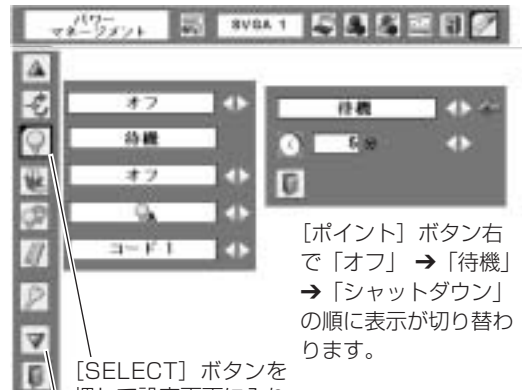 パワー
マネージメント
SVGA 1
オフ
待機
オフ
コード 1
待機
5 分
［ポイント］ボタン右
で「オフ」 ➔「待機」
➔「シャットダウン」
の順に表示が切り替わ
ります。
［SELECT］ボタンを
押して設定画面に入り